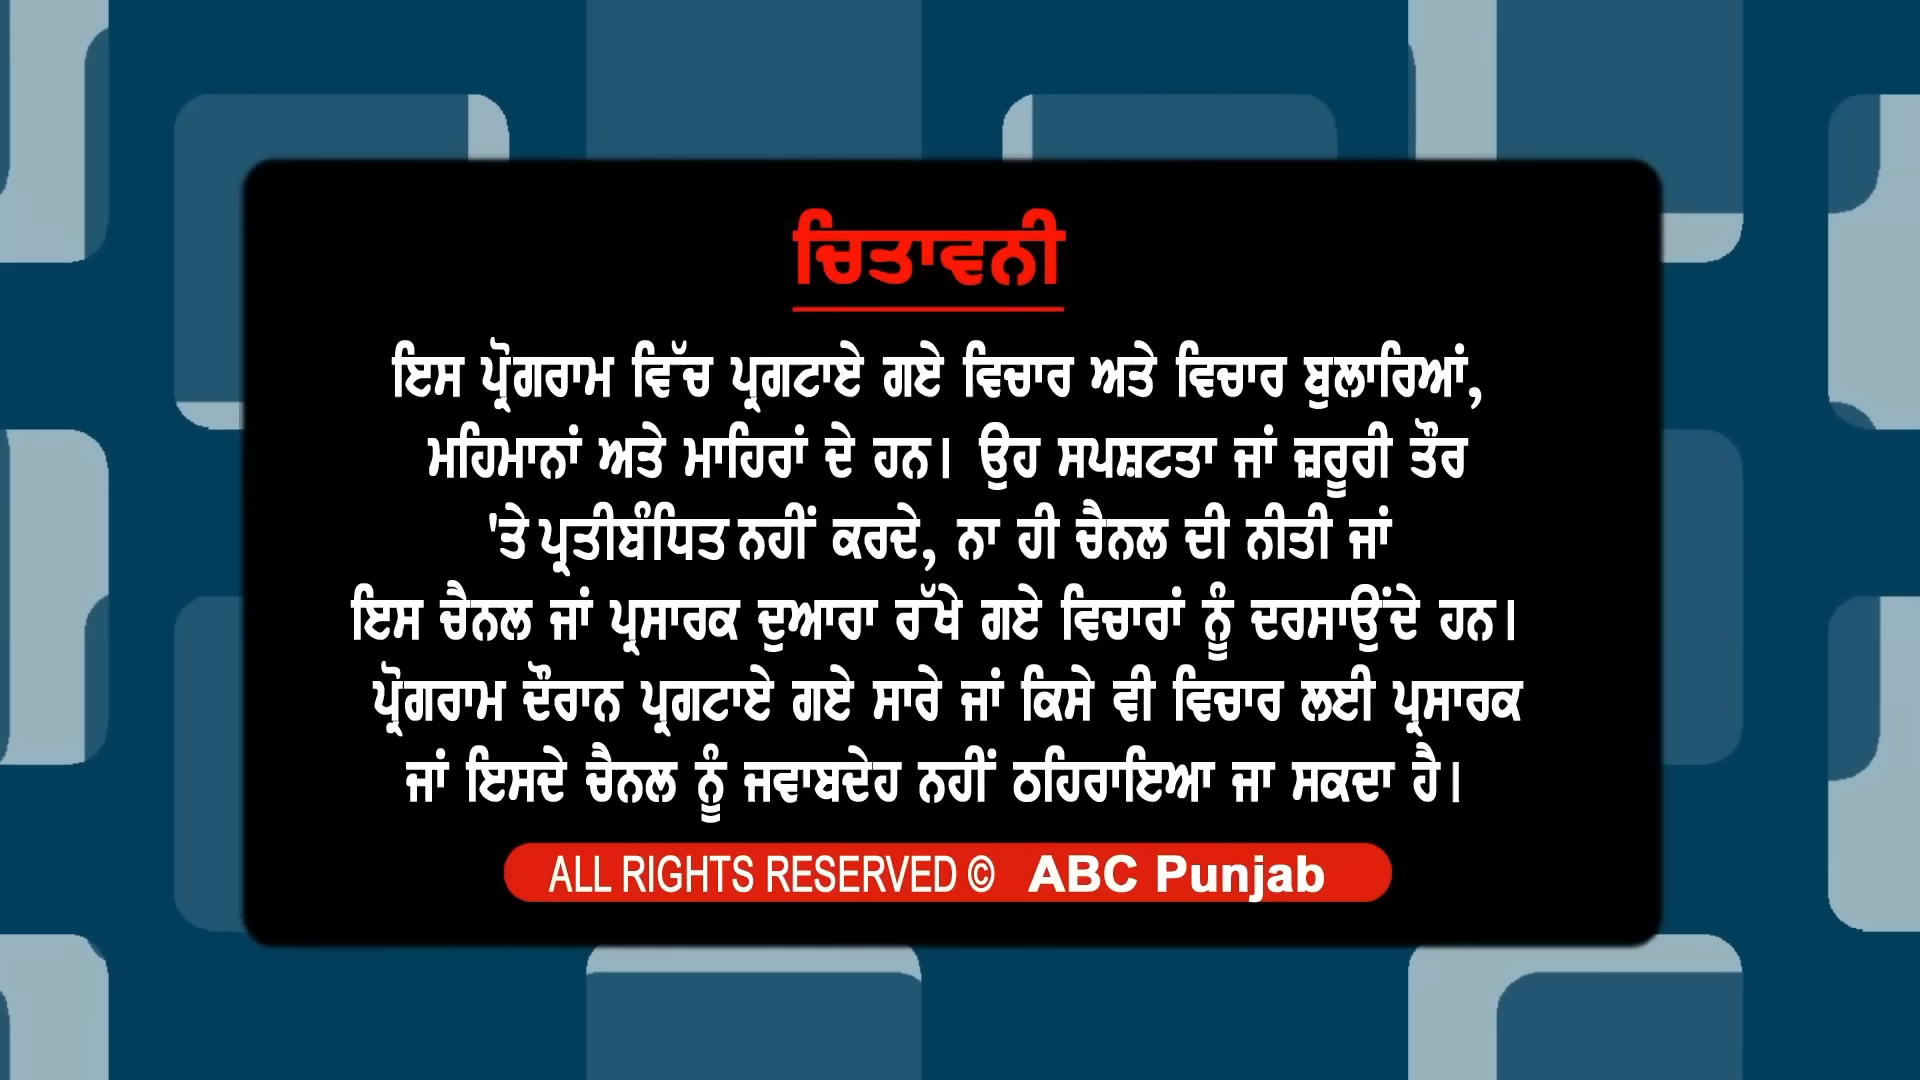 ਚਿਤਾਵਨੀ
ਇਸ ਪ੍ਰੋਗਰਾਮ ਵਿੱਚ ਪ੍ਰਗਟਾਏ ਗਏ ਵਿਚਾਰ ਅਤੇ ਵਿਚਾਰ ਬੁਲਾਰਿਆਂ,
ਮਹਿਮਾਨਾਂ ਅਤੇ ਮਾਹਿਰਾਂ ਦੇ ਹਨ। ਉਹ ਸਪਸ਼ਟਤਾ ਜਾਂ ਜ਼ਰੂਰੀ ਤੌਰ
'ਤੇ ਪ੍ਰਤੀਬੰਧਿਤ ਨਹੀਂ ਕਰਦੇ, ਨਾ ਹੀ ਚੈਨਲ ਦੀ ਨੀਤੀ ਜਾਂ
ਇਸ ਚੈਨਲ ਜਾਂ ਪ੍ਰਸਾਰਕ ਦੁਆਰਾ ਰੱਖੇ ਗਏ ਵਿਚਾਰਾਂ ਨੂੰ ਦਰਸਾਉਂਦੇ ਹਨ।
ਪ੍ਰੋਗਰਾਮ ਦੌਰਾਨ ਪ੍ਰਗਟਾਏ ਗਏ ਸਾਰੇ ਜਾਂ ਕਿਸੇ ਵੀ ਵਿਚਾਰ ਲਈ ਪ੍ਰਸਾਰਕ
ਜਾਂ ਇਸਦੇ ਚੈਨਲ ਨੂੰ ਜਵਾਬਦੇਹ ਨਹੀਂ ਠਹਿਰਾਇਆ ਜਾ ਸਕਦਾ ਹੈ।
ALL RIGHTS RESERVED © ABC Punjab